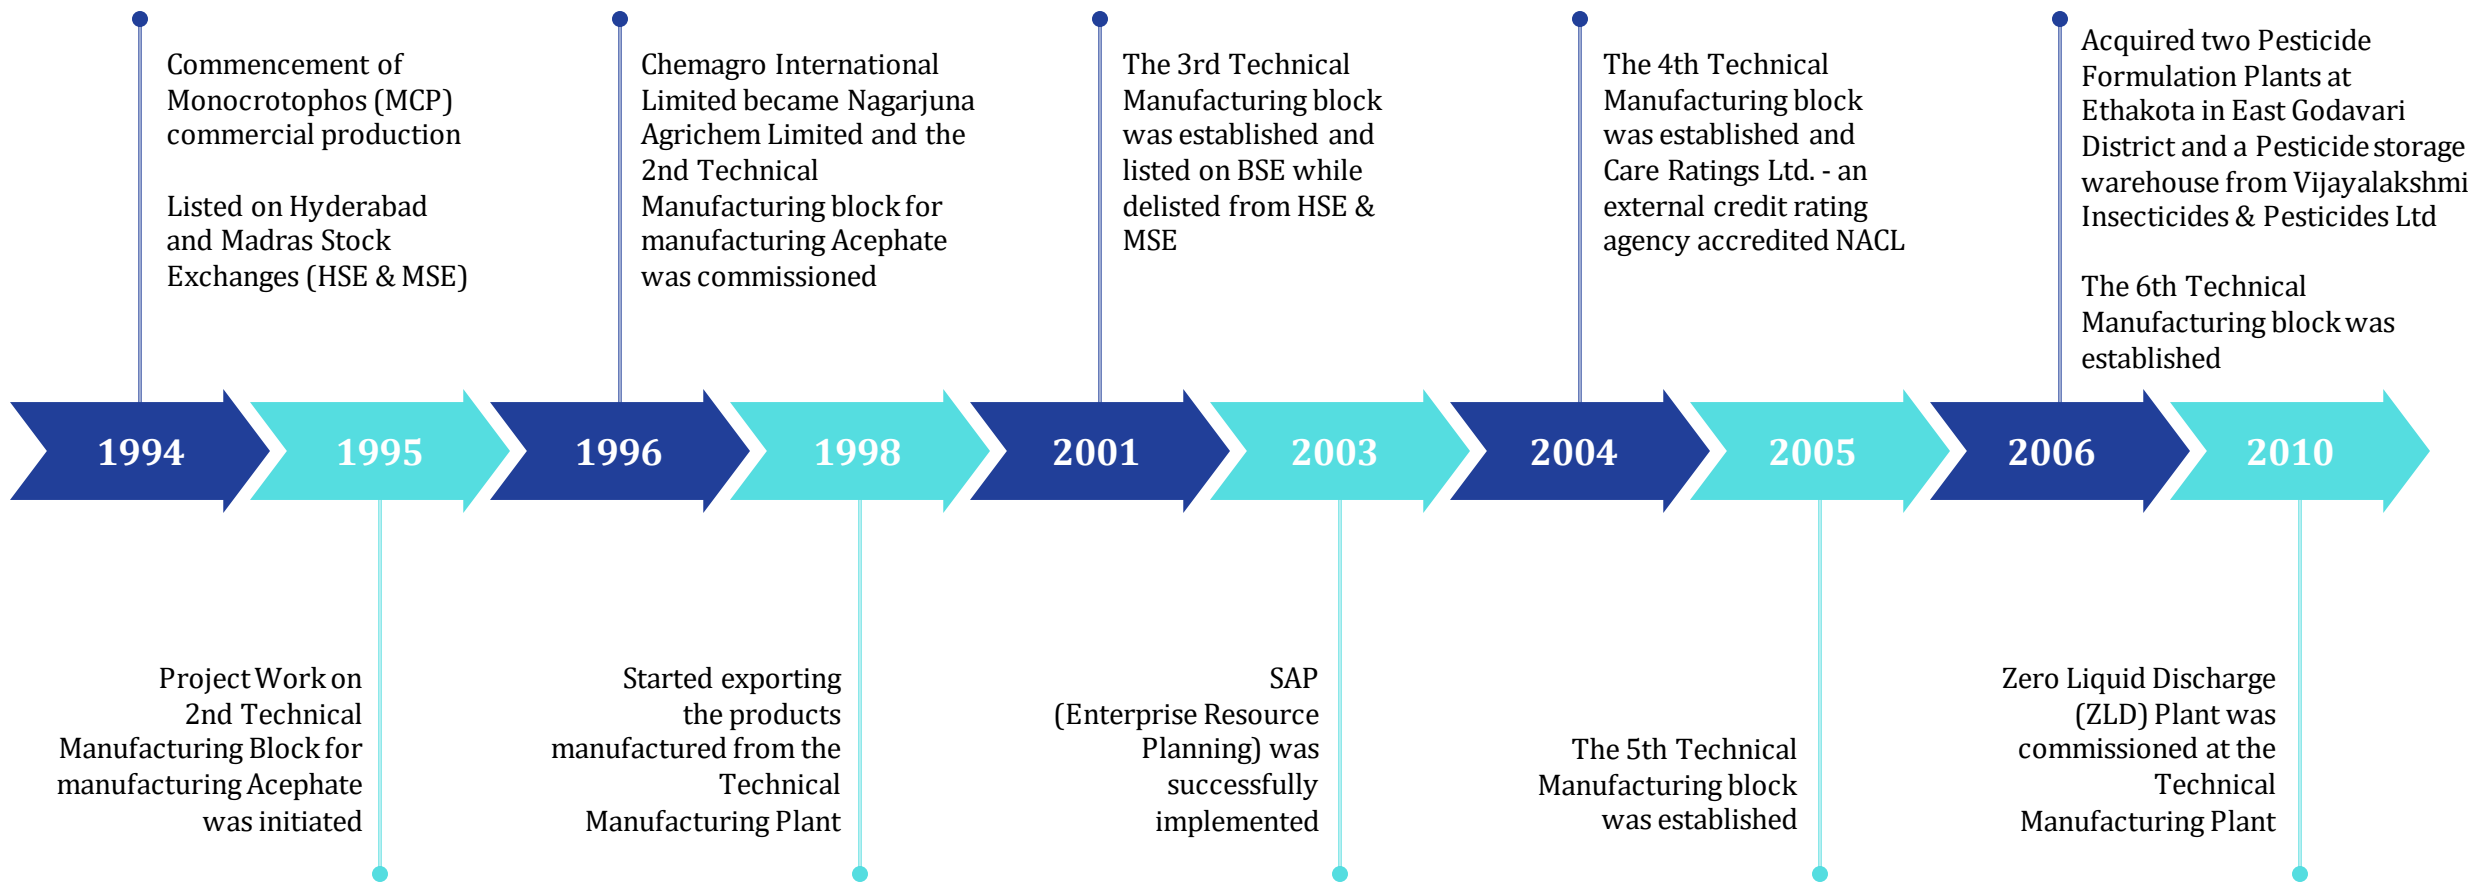 Commencement of
Monocrotophos (MCP)
commercial production
Listed on Hyderabad
and Madras Stock
Exchanges (HSE & MSE)
Chemagro International
Limited became Nagarjuna
Agrichem Limited and the
2nd Technical
Manufacturing block for
manufacturing Acephate
was commissioned
The 3rd Technical
Manufacturing block
was established and
listed on BSE while
delisted from HSE &
MSE
The 4th Technical
Manufacturing block
was established and
Care Ratings Ltd. - an
external credit rating
agency accredited NACL
Acquired two Pesticide
Formulation Plants at
Ethakota in East Godavari
District and a Pesticide storage
warehouse from Vijayalakshmi
Insecticides & Pesticides Ltd
The 6th Technical
Manufacturing block was
established
1994
1995
1996
1998
2001
2003
2004
2005
2006
2010
Project Work on
2nd Technical
Manufacturing Block for
manufacturing Acephate
was initiated
Started exporting
the products
manufactured from the
Technical
Manufacturing Plant
SAP
(Enterprise Resource
Planning) was
successfully
implemented
The 5th Technical
Manufacturing block
was established
Zero Liquid Discharge
(ZLD) Plant was
commissioned at the
Technical
Manufacturing Plant